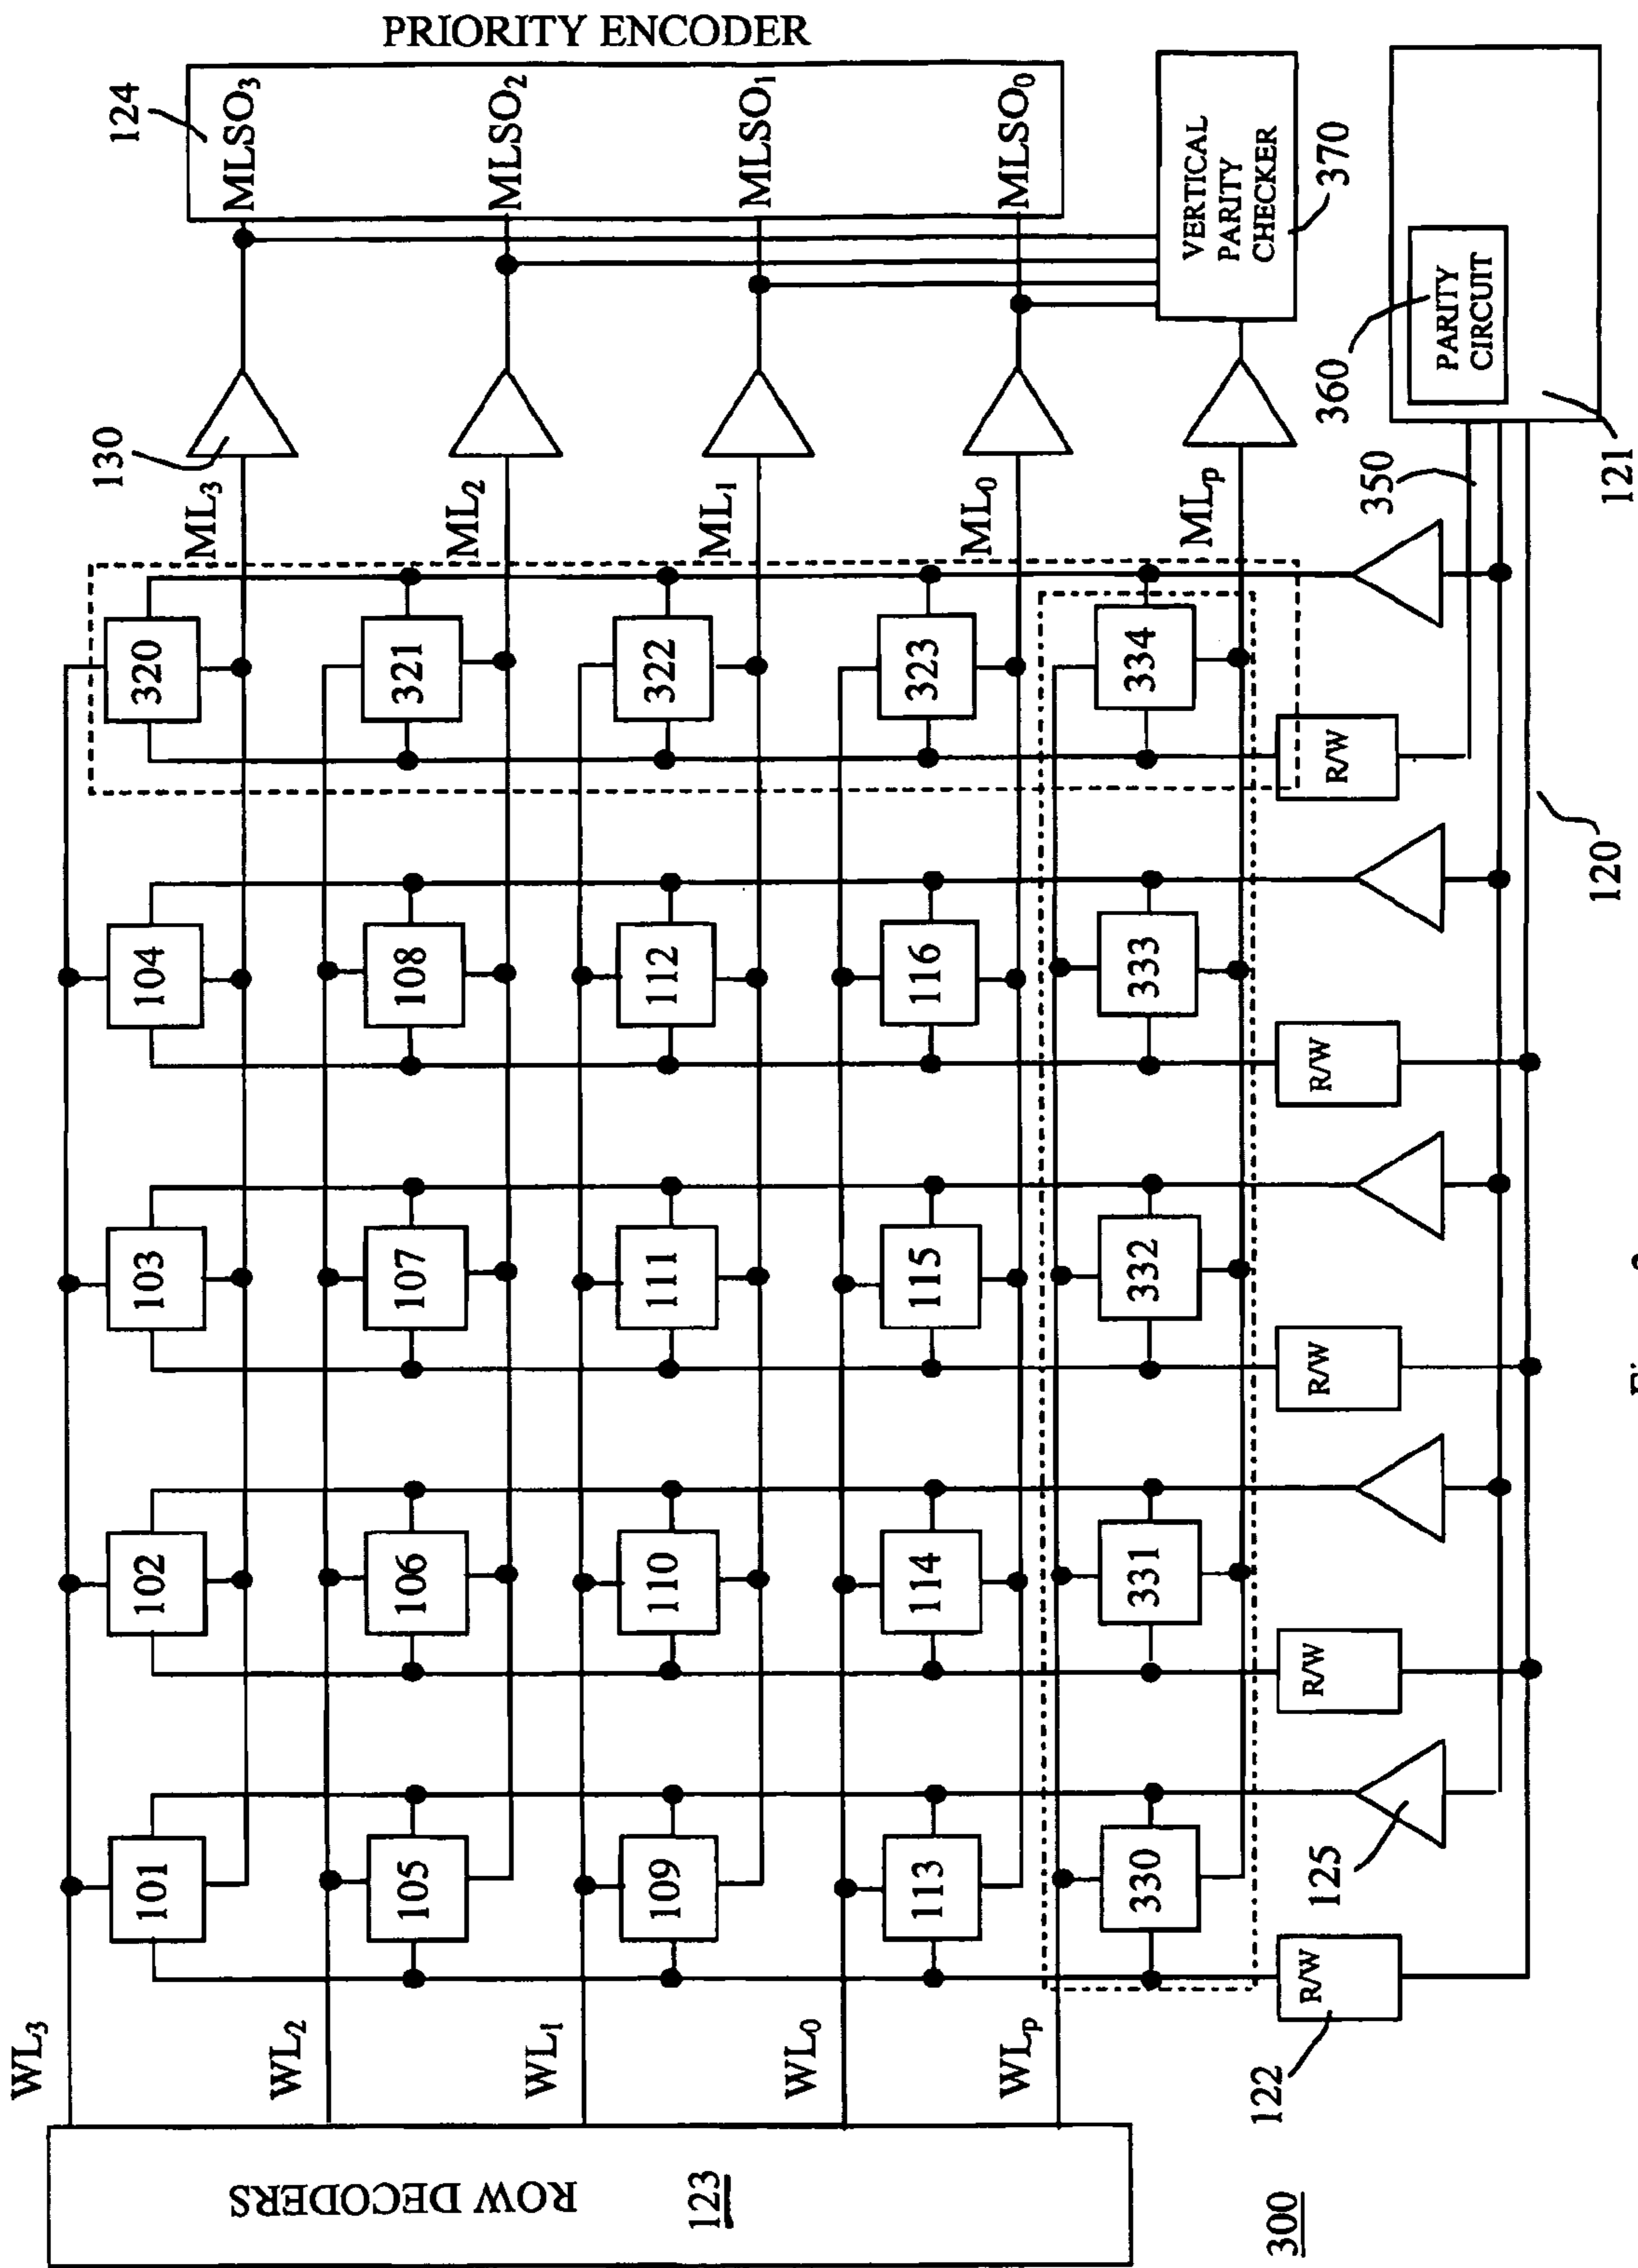 PRIORITY ENCODER
124
WL3
101
102
103
104
320
ML3
130
MLSO3
WL2
105
106
107
108
321
ML2
MLSO2
WL1
109
110
111
112
322
ML1
MLSO1
WL0
113
114
115
116
323
ML0
MLSO0
WLp
330
331
332
333
334
MLp
VERTICAL
PARITY
CHECKER
370
ROW DECODERS
123
R/W
R/W
R/W
R/W
R/W
122
125
120
350
360
PARITY
CIRCUIT
121
300